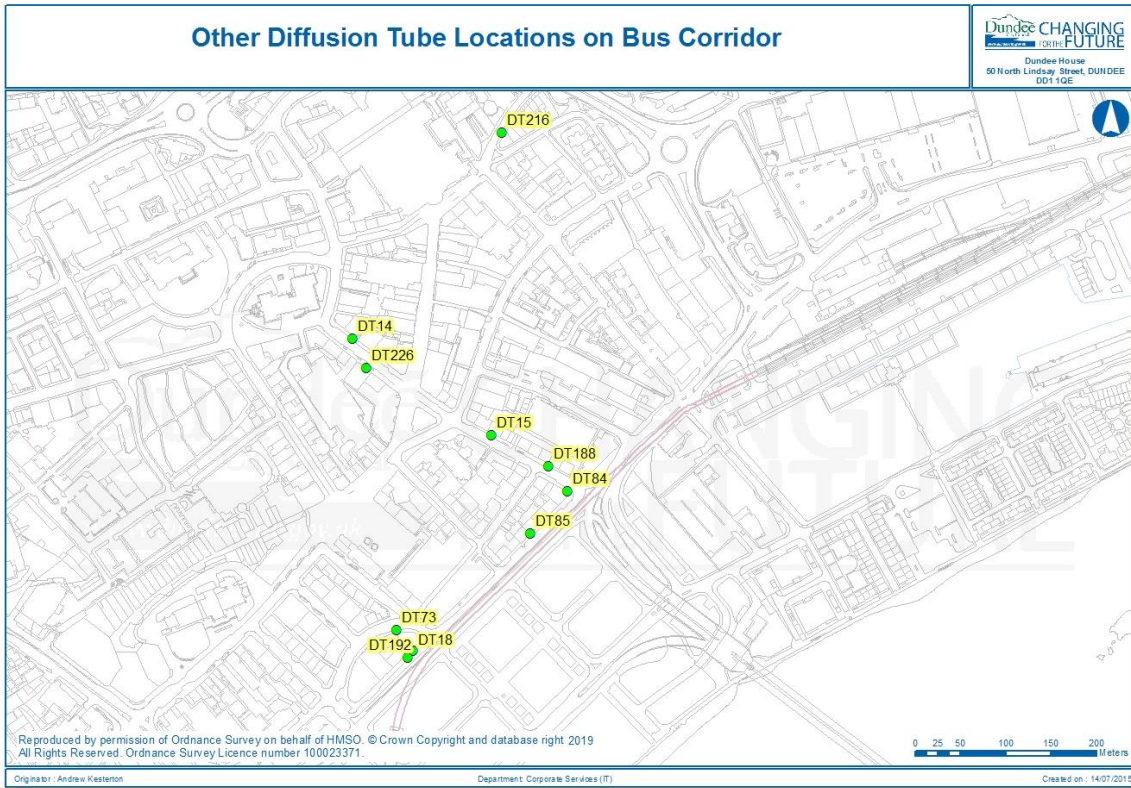 Other Diffusion Tube Locations on Bus Corridor
Dundee CHANGING
FOR THE FUTURE
Dundee House
50 North Lindsay Street, DUNDEE
DD1 1QE
DT216
DT14
DT226
DT15
DT188
DT84
DT85
DT73
DT18
DT192
Reproduced by permission of Ordnance Survey on behalf of HMSO. © Crown Copyright and database right 2019
All Rights Reserved. Ordnance Survey Licence number 100023371.
0 25 50 100 150 200
Meters
Originator : Andrew Kesterton
Department: Corporate Services (IT)
Created on : 14/07/2015